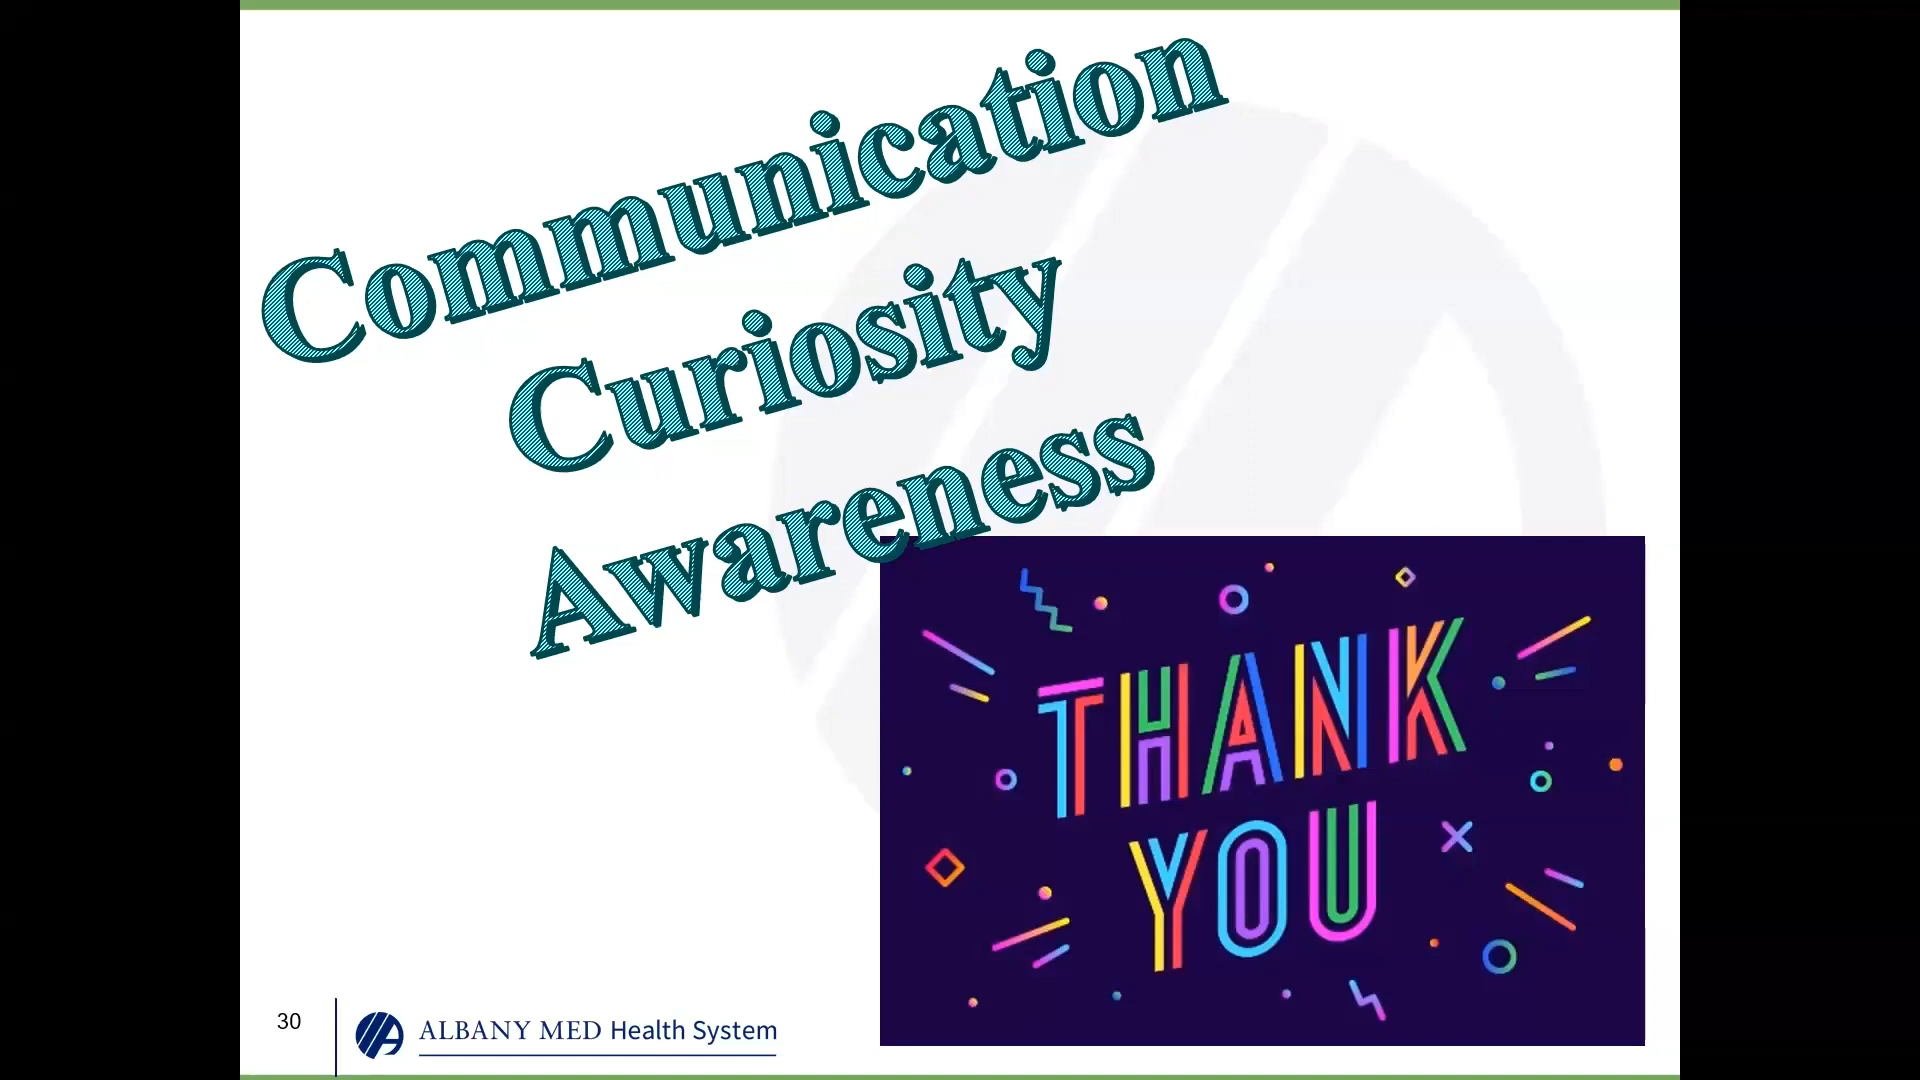 Communication
Curiosity
Awareness
THANK
YOU
30
ALBANY MED Health System